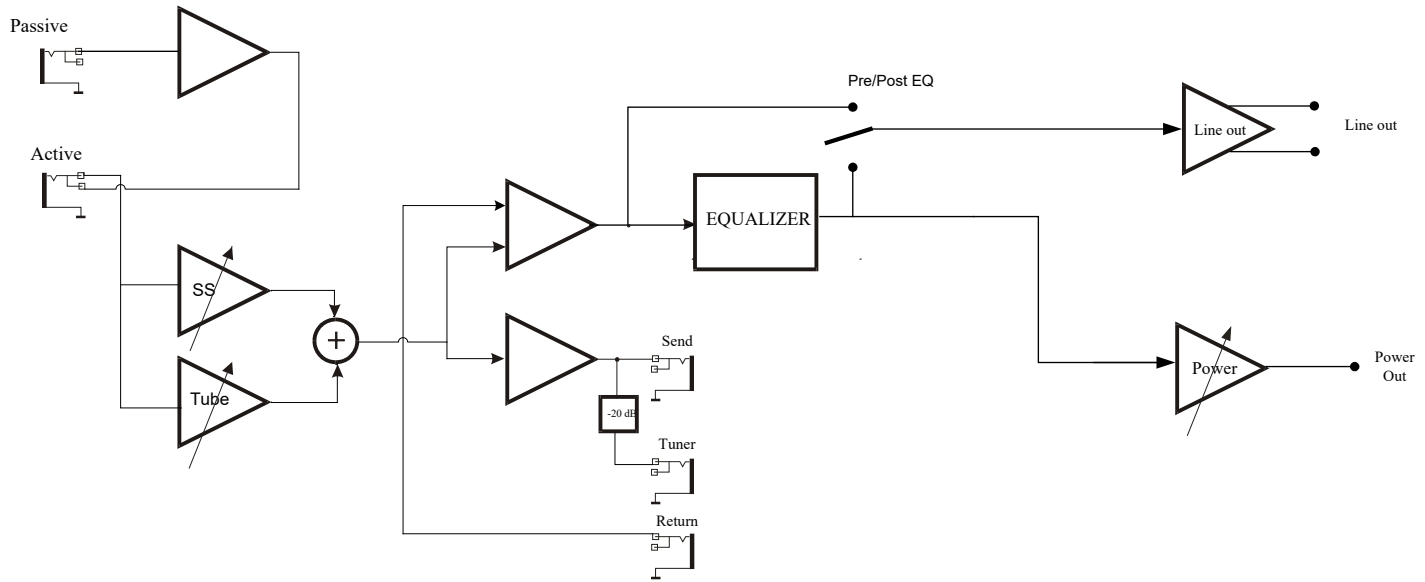 Passive
Pre/Post EQ
Line out
Line out
Active
EQUALIZER
SS
+
Send
Power
Power
Out
Tube
-20 dB
Tuner
Return